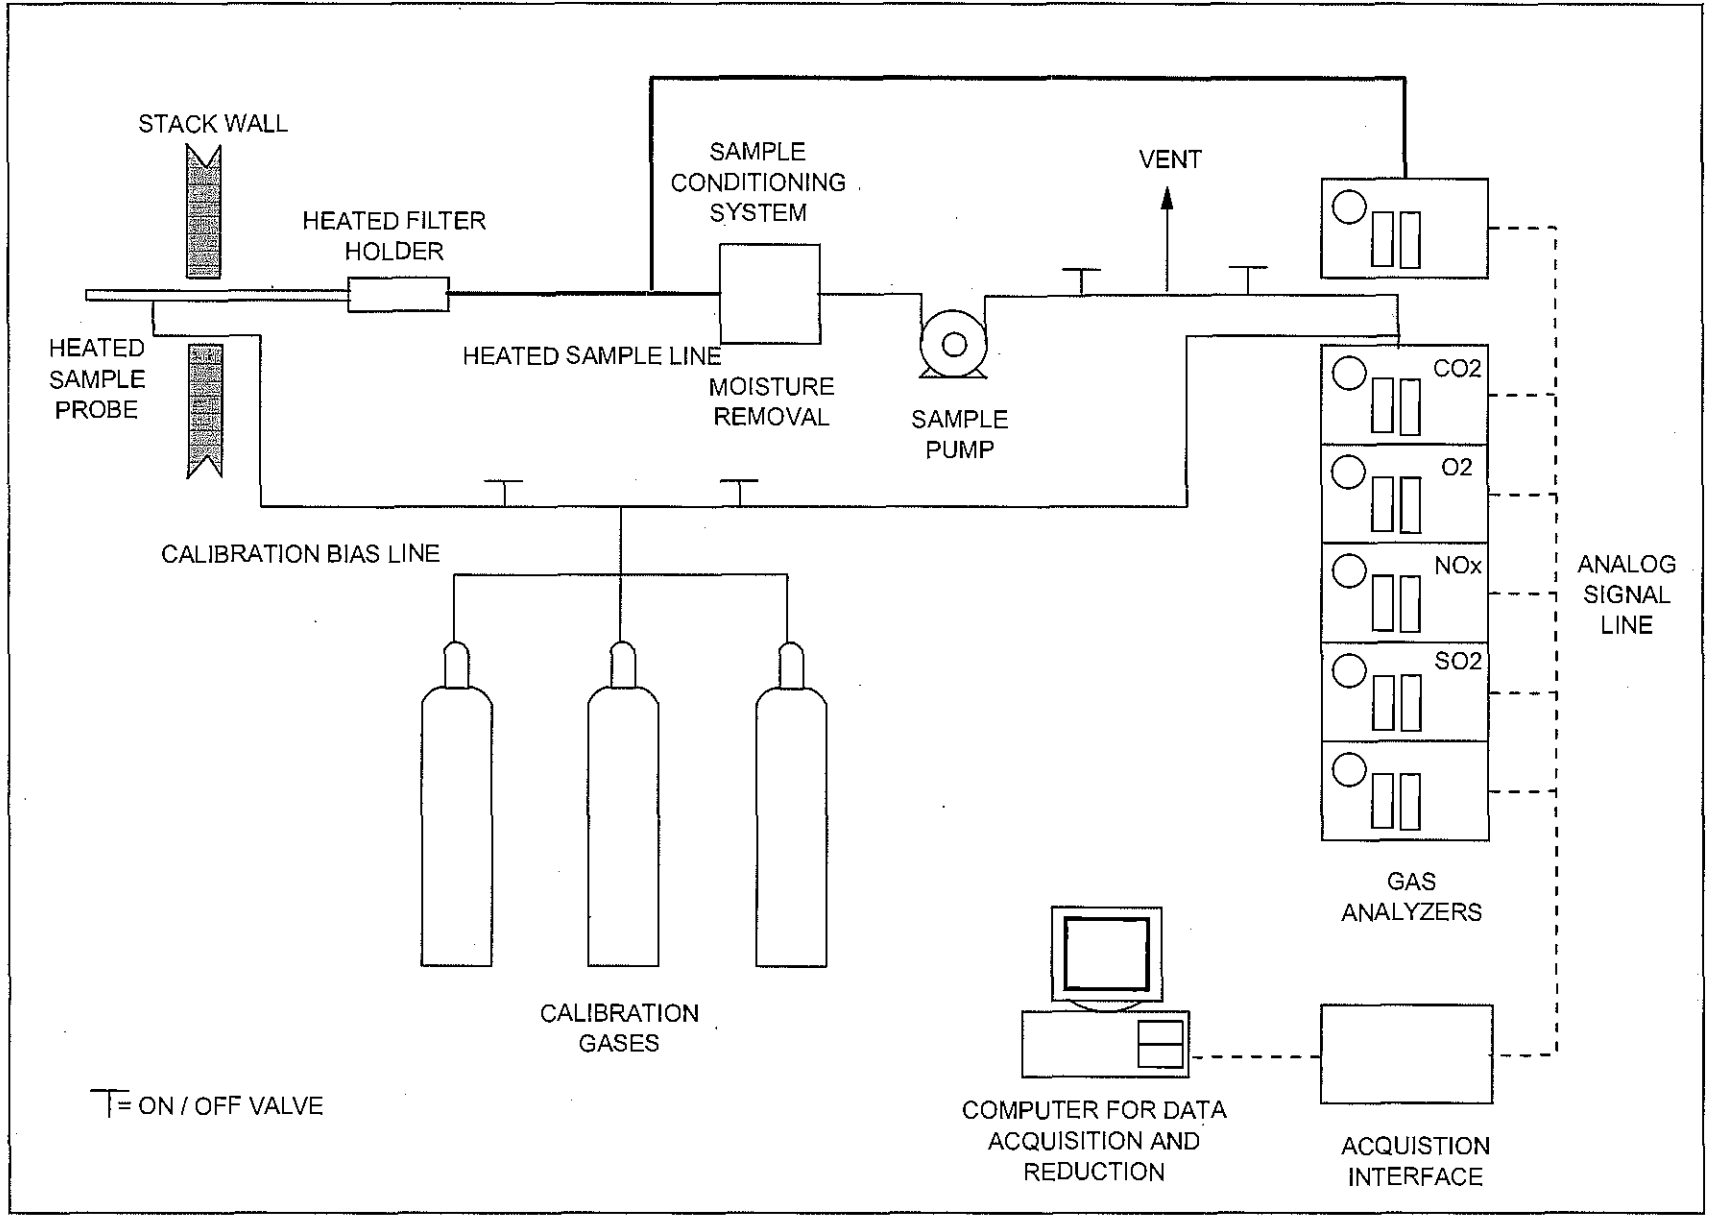 STACK WALL
SAMPLE
CONDITIONING
SYSTEM
VENT
HEATED FILTER
HOLDER
HEATED
SAMPLE
PROBE
HEATED SAMPLE LINE
MOISTURE
REMOVAL
SAMPLE
PUMP
CO2
O2
NOx
SO2
ANALOG
SIGNAL
LINE
CALIBRATION BIAS LINE
GAS
ANALYZERS
CALIBRATION
GASES
= ON / OFF VALVE
COMPUTER FOR DATA
ACQUISITION AND
REDUCTION
ACQUISTION
INTERFACE